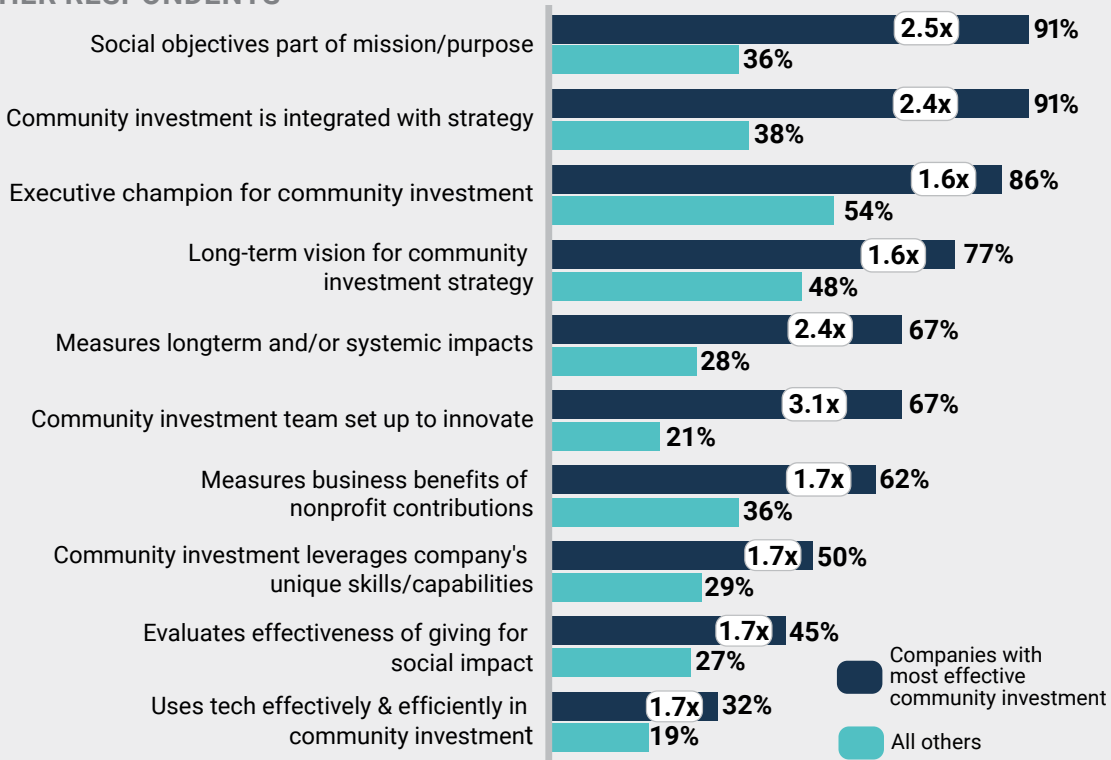 Social objectives part of mission/purpose
2.5x
91%
36%
Community investment is integrated with strategy
2.4x
91%
38%
Executive champion for community investment
1.6x
86%
54%
Long-term vision for community
investment strategy
1.6x
77%
48%
Measures longterm and/or systemic impacts
2.4x
67%
28%
Community investment team set up to innovate
3.1x
67%
21%
Measures business benefits of
nonprofit contributions
1.7x
62%
36%
Community investment leverages company's
unique skills/capabilities
1.7x
50%
29%
Evaluates effectiveness of giving for
social impact
1.7x
45%
27%
Uses tech effectively & efficiently in
community investment
1.7x
32%
19%
Companies with
most effective
community investment
All others